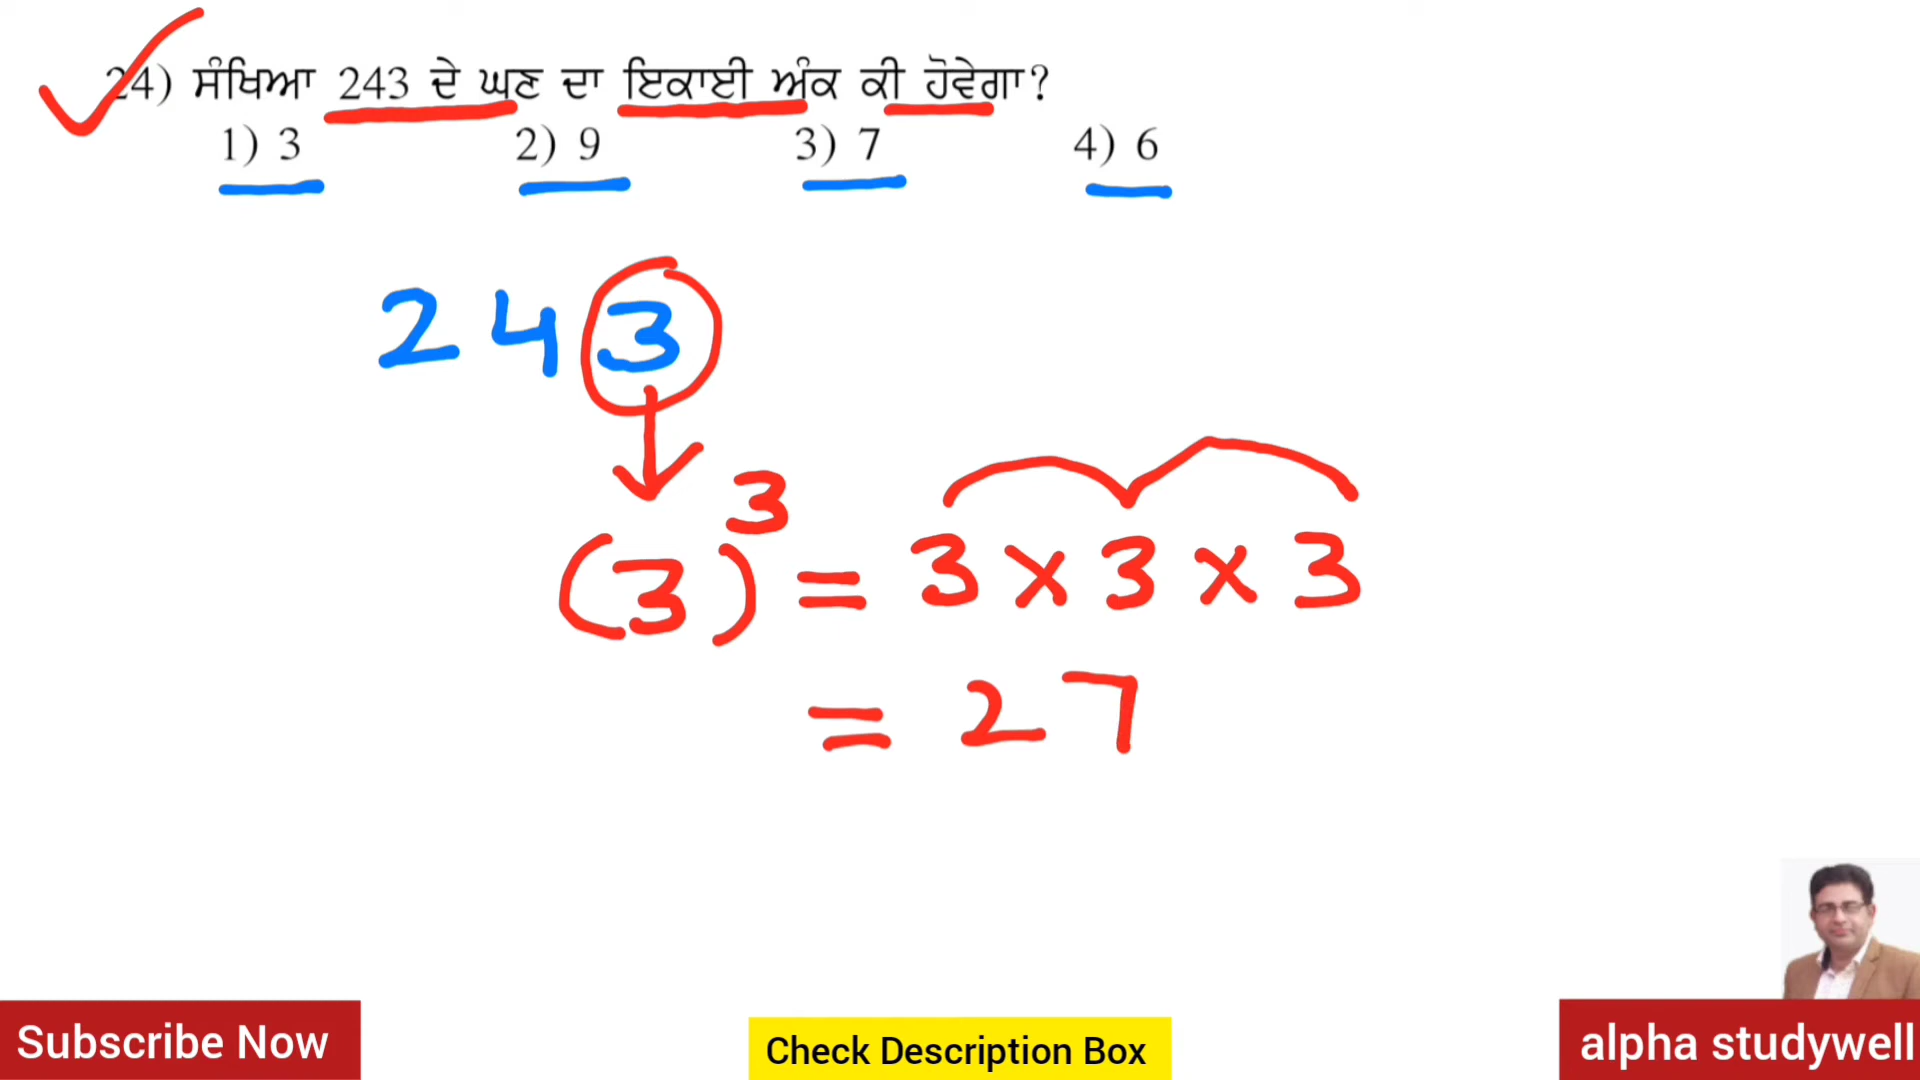 24) ਸੰਖਿਆ 243 ਦੇ ਘਣ ਦਾ ਇਕਾਈ ਅੰਕ ਕੀ ਹੋਵੇਗਾ?
1) 3 2) 9 3) 7 4) 6
243
(3)³ = 3 × 3 × 3
= 27
Subscribe Now
Check Description Box
alpha studywell